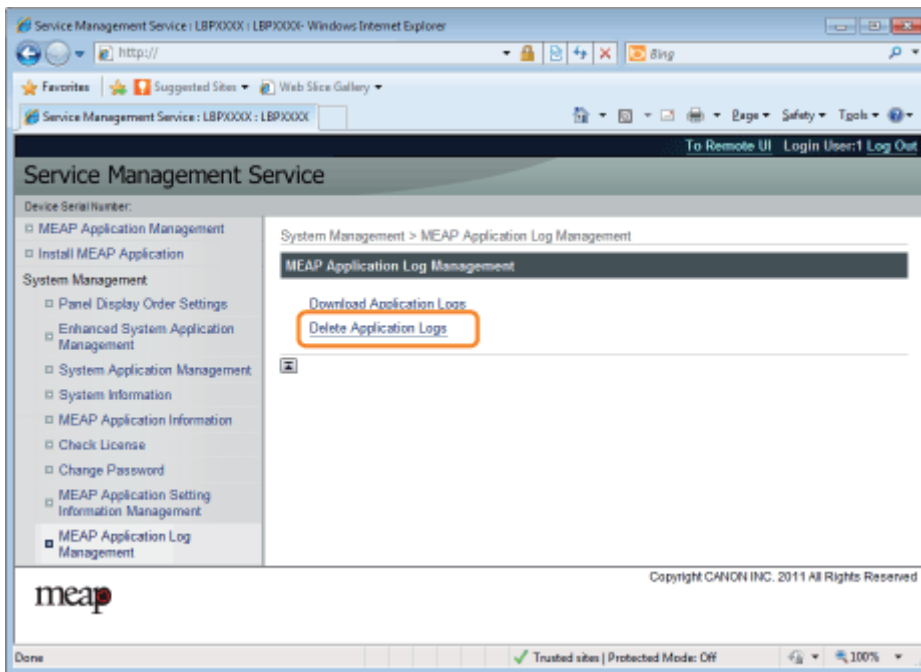 Service Management Service : LBPXXXX : LBPXXXX- Windows Internet Explorer
http://
Bing
Favorites Suggested Sites Web Slice Gallery
Service Management Service : LBPXXXX : LBPXXXX
Page Safety Tools
To Remote UI Login User:1 Log Out
Service Management Service
Device Serial Number:
MEAP Application Management
Install MEAP Application
System Management
Panel Display Order Settings
Enhanced System Application
Management
System Application Management
System Information
MEAP Application Information
Check License
Change Password
MEAP Application Setting
Information Management
MEAP Application Log
Management
System Management > MEAP Application Log Management
MEAP Application Log Management
Download Application Logs
Delete Application Logs
Copyright CANON INC. 2011 All Rights Reserved
meap
Done
Trusted sites | Protected Mode: Off
100%